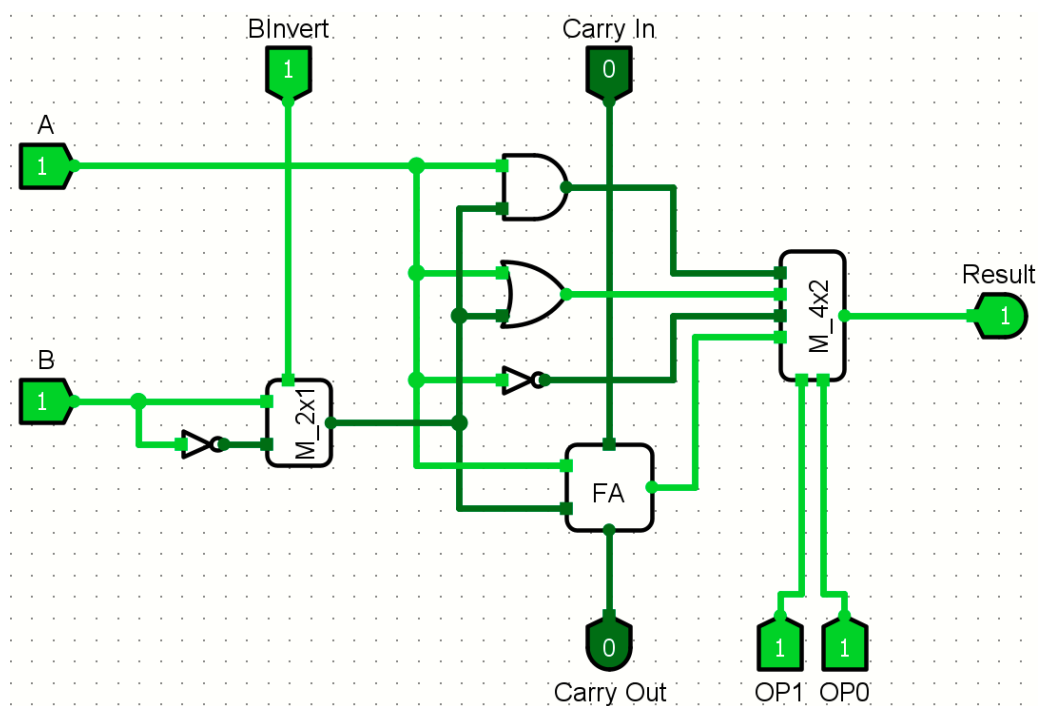 BInvert
1
Carry In
0
A
1
B
1
M_2x1
FA
M_4x2
Result
1
0
Carry Out
1
OP1
1
OP0